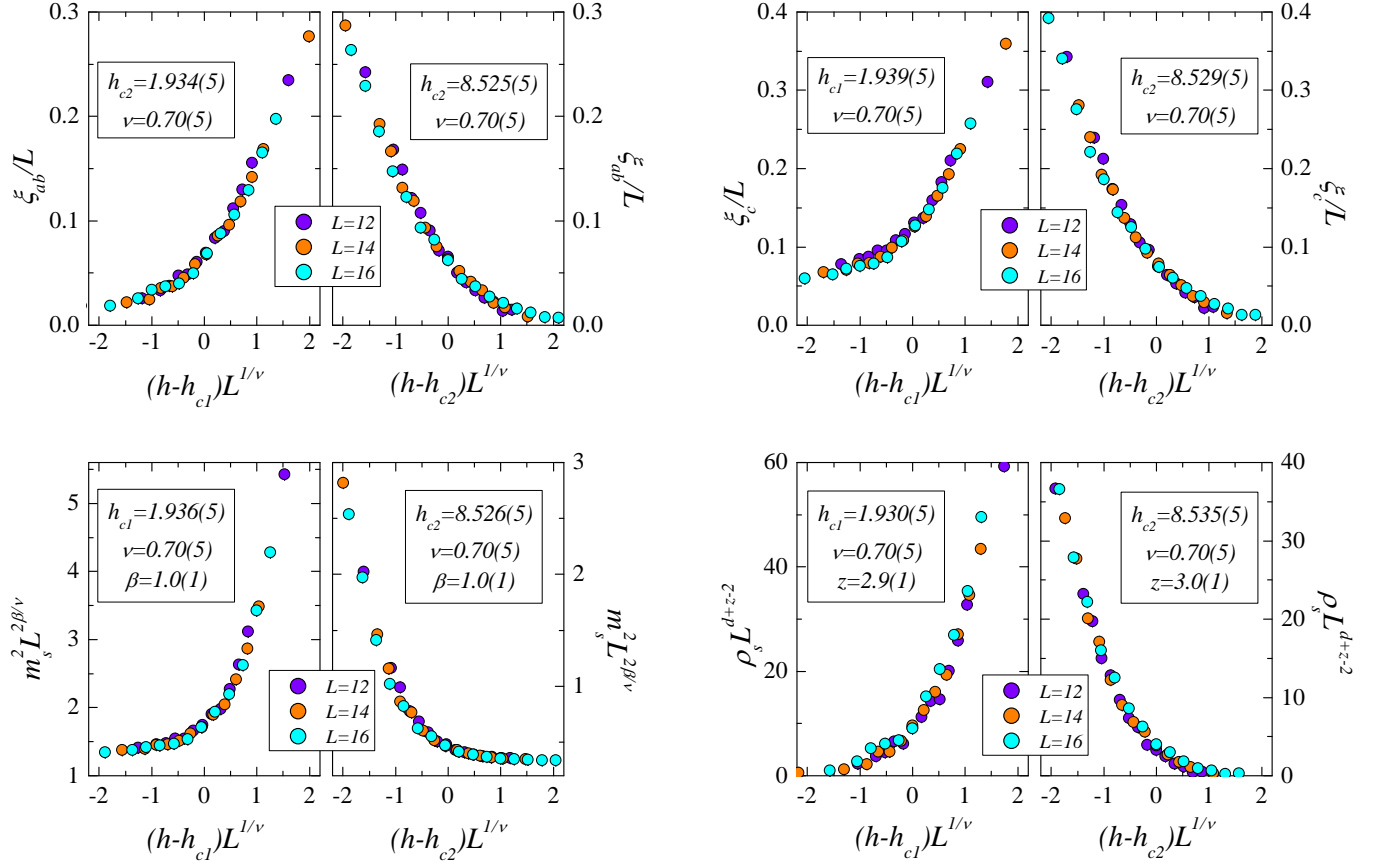 0.3
0.2
0.1
0.0
ξ_ab/L
h_c2=1.934(5)
ν=0.70(5)
-2 -1 0 1 2
(h-h_c1)L^1/ν
h_c2=8.525(5)
ν=0.70(5)
L=12
L=14
L=16
-2 -1 0 1 2
(h-h_c2)L^1/ν
0.3
0.2
0.1
0.0
ξ_ab/L
0.4
0.3
0.2
0.1
0.0
ξ_c/L
h_c1=1.939(5)
ν=0.70(5)
-2 -1 0 1 2
(h-h_c1)L^1/ν
h_c2=8.529(5)
ν=0.70(5)
L=12
L=14
L=16
-2 -1 0 1 2
(h-h_c2)L^1/ν
0.4
0.3
0.2
0.1
0.0
ξ_c/L
5
4
3
2
1
m_s^2L^2β/ν
h_c1=1.936(5)
ν=0.70(5)
β=1.0(1)
-2 -1 0 1 2
(h-h_c1)L^1/ν
h_c2=8.526(5)
ν=0.70(5)
β=1.0(1)
L=12
L=14
L=16
-2 -1 0 1 2
(h-h_c2)L^1/ν
3
2
1
m_s^2L^2β/ν
60
40
20
0
ρ_sL^d+z-2
h_c1=1.930(5)
ν=0.70(5)
z=2.9(1)
-2 -1 0 1 2
(h-h_c1)L^1/ν
h_c2=8.535(5)
ν=0.70(5)
z=3.0(1)
L=12
L=14
L=16
-2 -1 0 1 2
(h-h_c2)L^1/ν
40
30
20
10
0
ρ_sL^d+z-2